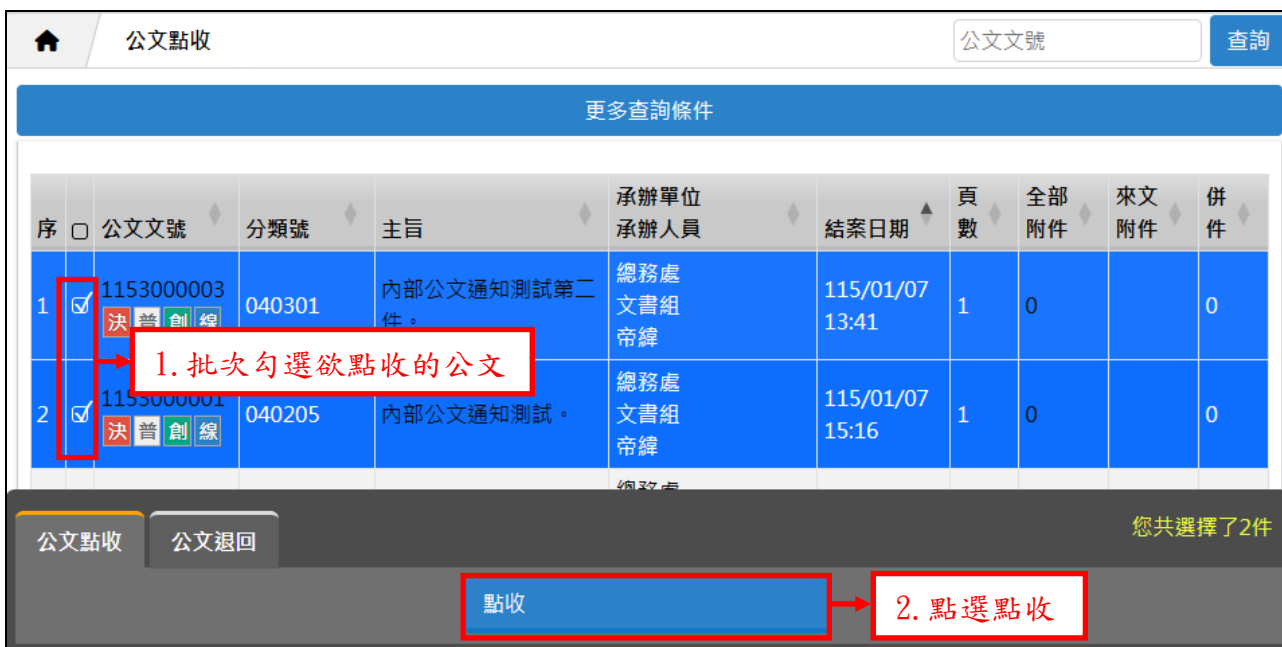 公文點收
公文文號
查詢
更多查詢條件
序 公文文號 分類號 主旨 承辦單位 承辦人員 結案日期 頁數 全部附件 來文附件 併件
1 1153000003 決 普 創 線 040301 內部公文通知測試第二件。 總務處 文書組 帝緯 115/01/07 13:41 1 0 0
1.批次勾選欲點收的公文
2 1153000001 決 普 創 線 040205 內部公文通知測試。 總務處 文書組 帝緯 115/01/07 15:16 1 0 0
總務處
公文點收 公文退回
您共選擇了2件
點收
2.點選點收